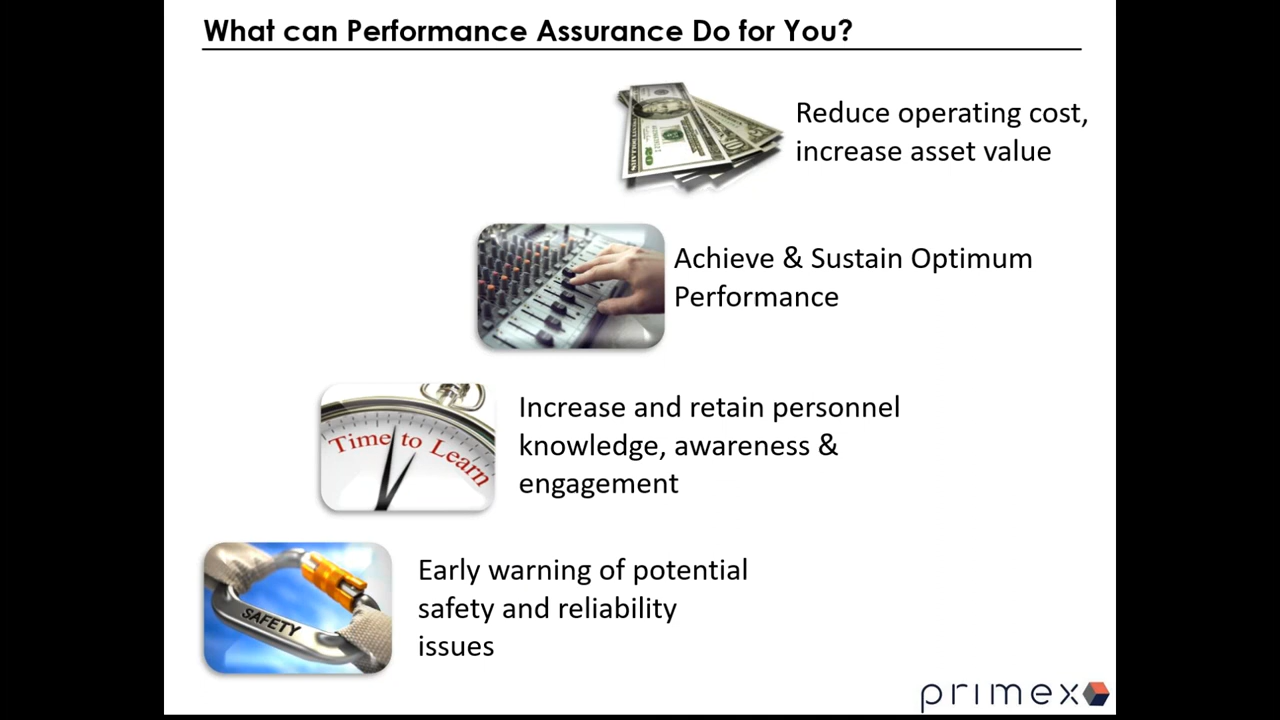 What can Performance Assurance Do for You?
Reduce operating cost,
increase asset value
Achieve & Sustain Optimum
Performance
Time to Learn
Increase and retain personnel
knowledge, awareness &
engagement
SAFETY
Early warning of potential
safety and reliability
issues
primex